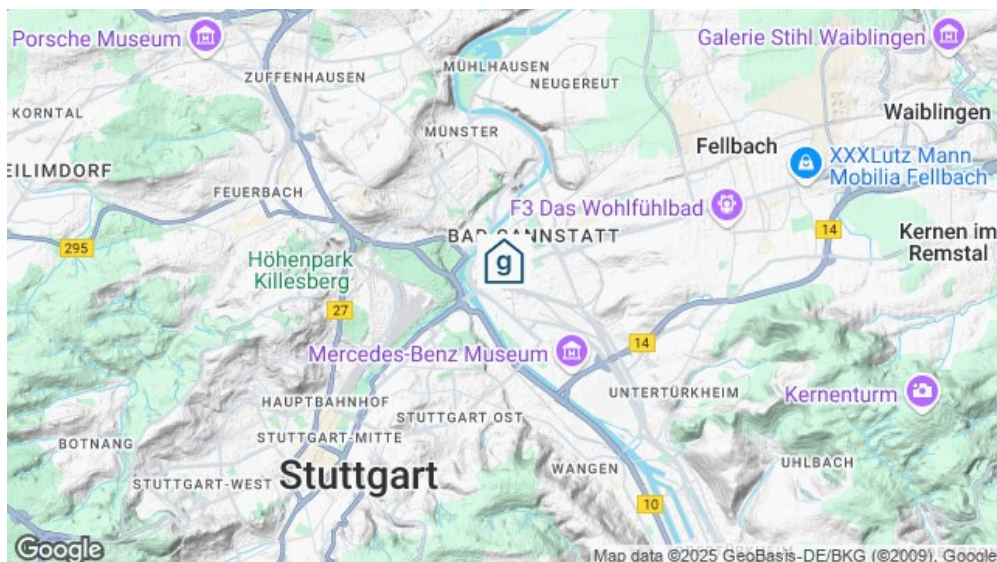 Porsche Museum
Galerie Stihl Waiblingen
ZUFFENHAUSEN
MÜHLHAUSEN
NEUGEREUT
KORNTAL
Waiblingen
MÜNSTER
Fellbach
XXXLutz Mann
Mobilia Fellbach
EILIMDORF
FEUERBACH
F3 Das Wohlfühlbad
14
Kernen im
Remstal
295
BAD CANNSTATT
Höhenpark
Killesberg
g
27
14
Mercedes-Benz Museum
UNTERTÜRKHEIM
Kernenturm
HAUPTBAHNHOF
STUTTGART OST
BOTNANG
STUTTGART-MITTE
Stuttgart
STUTTGART-WEST
WANGEN
UHLBACH
10
Google
Map data ©2025 GeoBasis-DE/BKG (©2009), Google